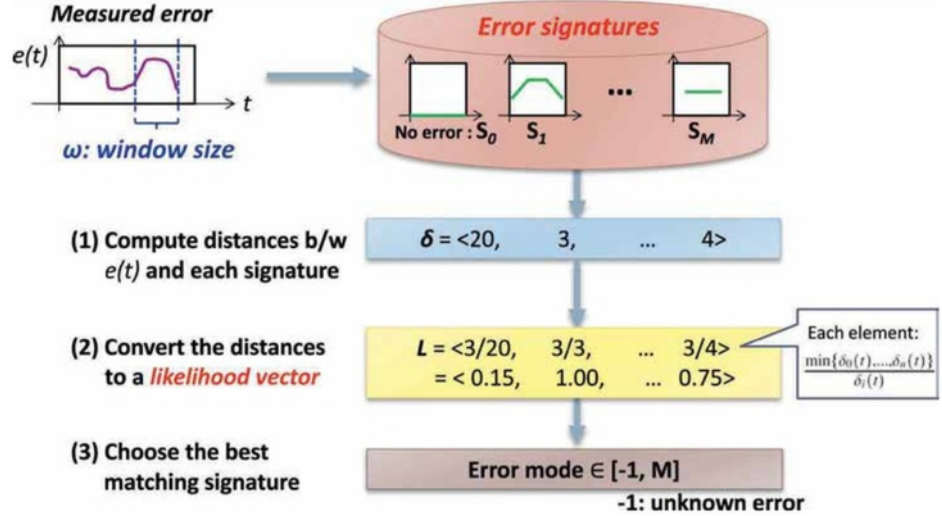 Measured error
e(t)
t
ω: window size
Error signatures
...
No error : S0 S1 SM
(1) Compute distances b/w
e(t) and each signature
δ = <20, 3, ... 4>
(2) Convert the distances
to a likelihood vector
L = <3/20, 3/3, ... 3/4>
= < 0.15, 1.00, ... 0.75>
Each element:
min{δ0(t),....,δn(t)}
δi(t)
(3) Choose the best
matching signature
Error mode ∈ [-1, M]
-1: unknown error